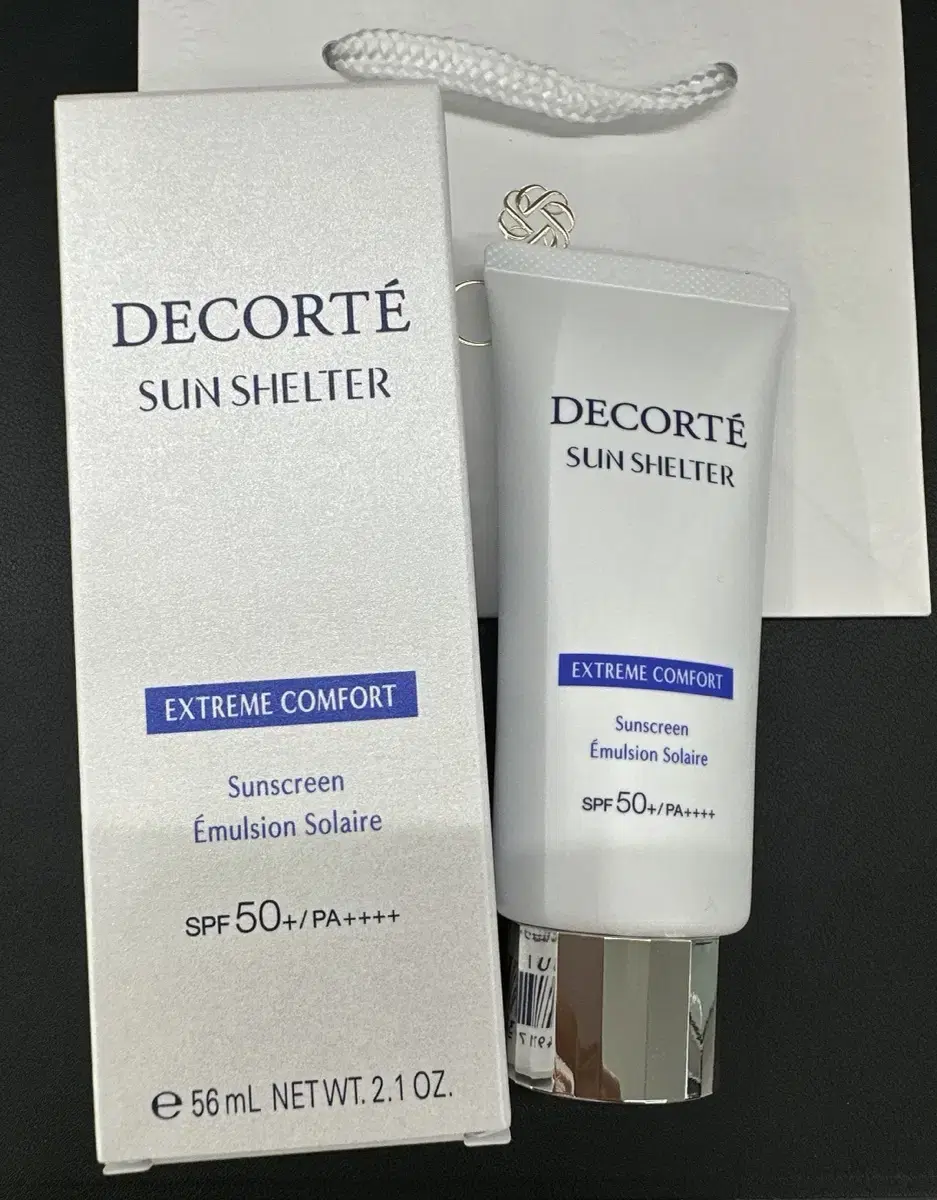 DECORTÉ
SUN SHELTER
EXTREME COMFORT
Sunscreen
Émulsion Solaire
SPF 50+/PA++++
℮ 56 mL NET WT. 2.1 OZ.
DECORTÉ
SUN SHELTER
EXTREME COMFORT
Sunscreen
Émulsion Solaire
SPF 50+/PA++++